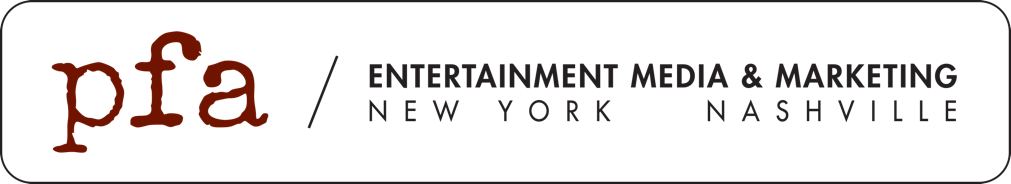 pfa / ENTERTAINMENT MEDIA & MARKETING
NEW YORK NASHVILLE